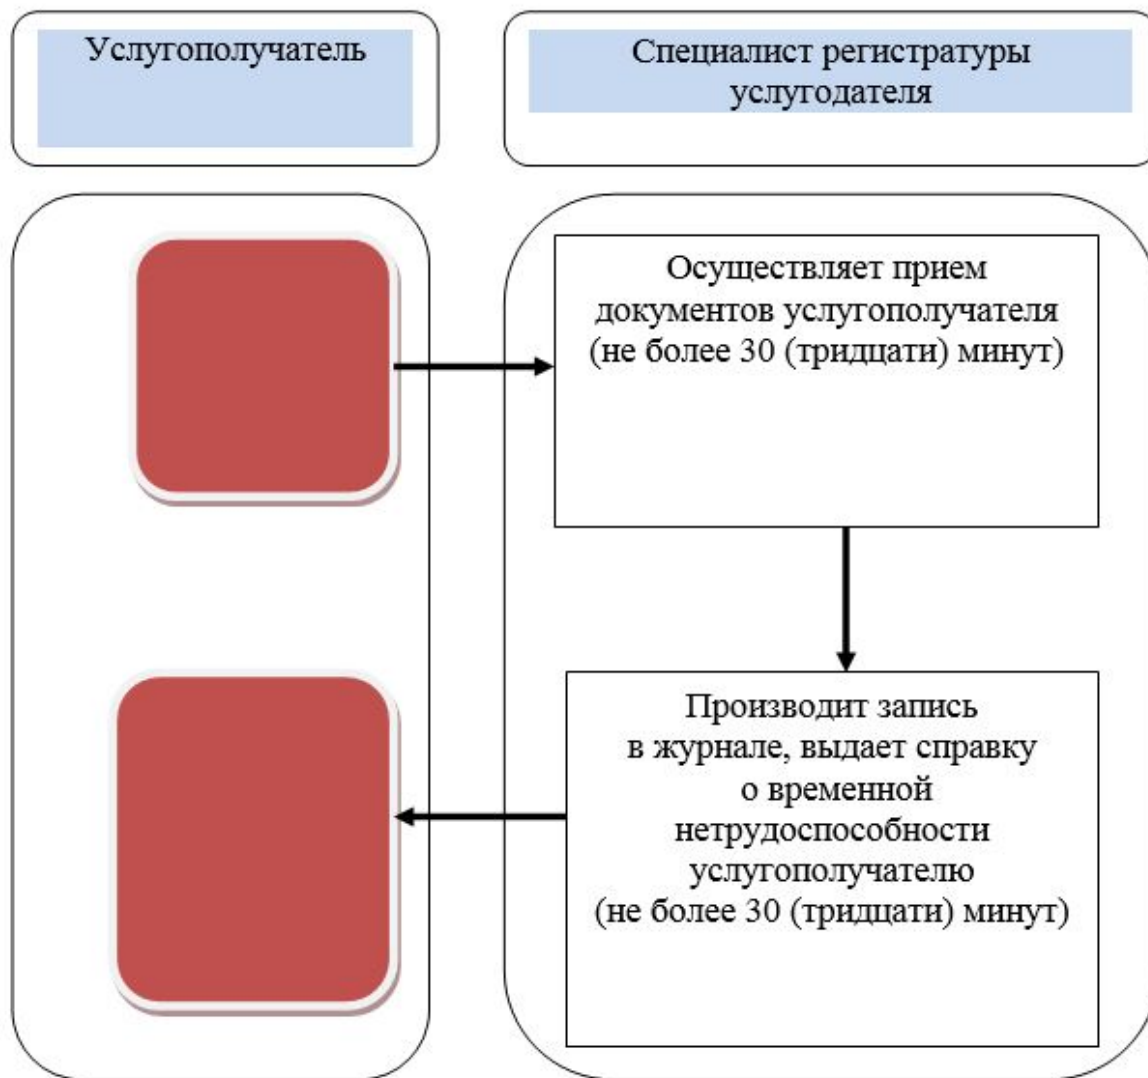 Услугополучатель
Специалист регистратуры
услугодателя
Осуществляет прием
документов услугополучателя
(не более 30 (тридцати) минут)
Производит запись
в журнале, выдает справку
о временной
нетрудоспособности
услугополучателю
(не более 30 (тридцати) минут)